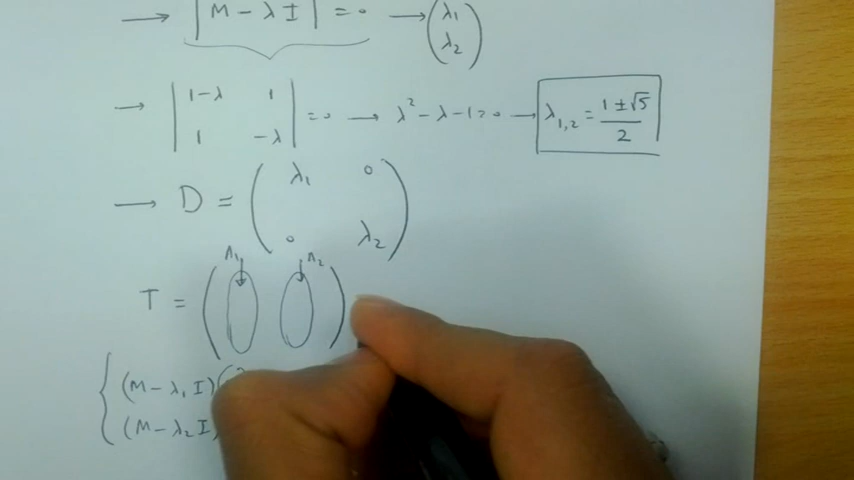 → |M - λI| = 0 → (λ₁ λ₂)
→ |1-λ 1 1 -λ| = 0 → λ² - λ - 1 = 0 → λ₁,₂ = (1 ± √5)/2
→ D = (λ₁ 0 0 λ₂)
λ₁ λ₂
T = ( )
(M - λ₁ I)(
(M - λ₂ I)